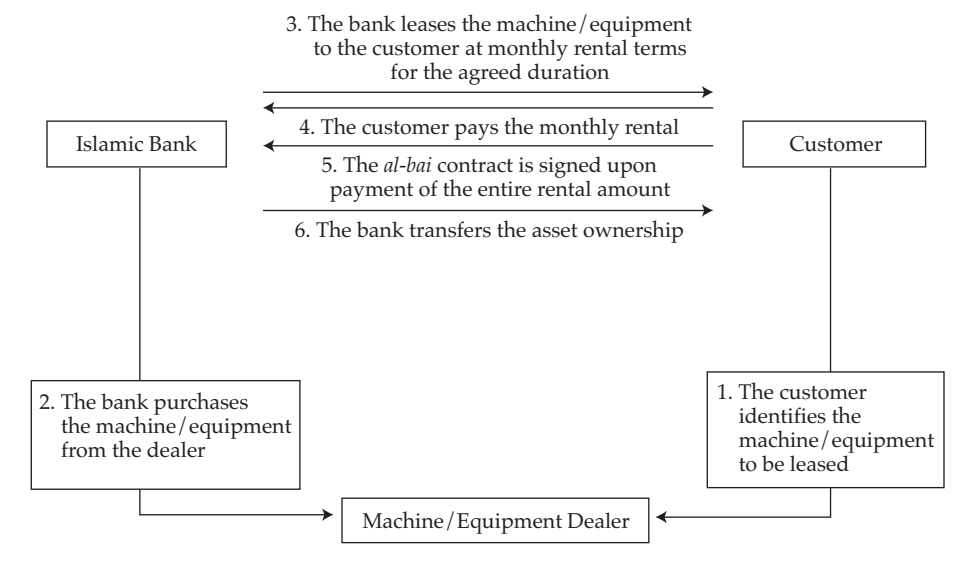 3. The bank leases the machine/equipment
to the customer at monthly rental terms
for the agreed duration
Islamic Bank
4. The customer pays the monthly rental
Customer
5. The al-bai contract is signed upon
payment of the entire rental amount
6. The bank transfers the asset ownership
2. The bank purchases
the machine/equipment
from the dealer
1. The customer
identifies the
machine/equipment
to be leased
Machine/Equipment Dealer